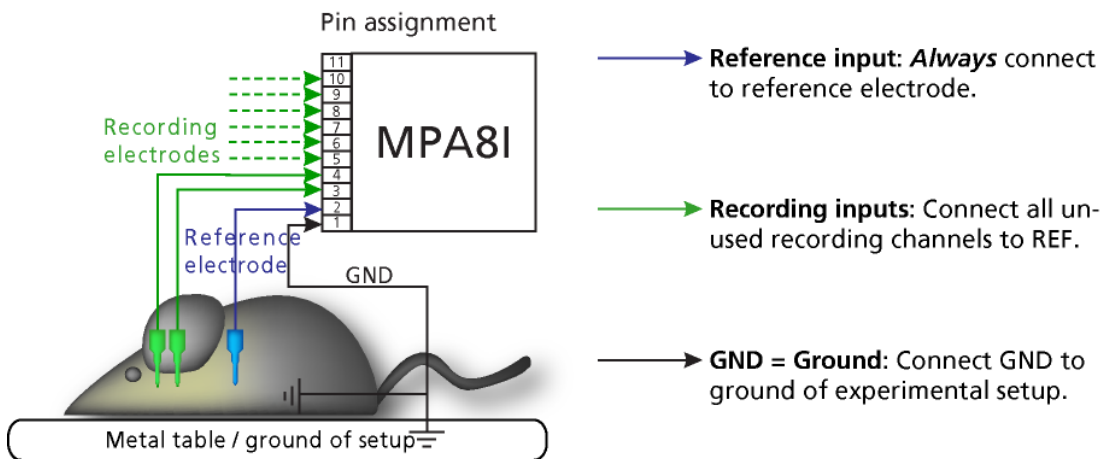 Pin assignment
11
10
9
8
7
6
5
4
3
2
1
MPA8I
Recording
electrodes
Reference
electrode
GND
Metal table / ground of setup
Reference input: Always connect
to reference electrode.
Recording inputs: Connect all un-
used recording channels to REF.
GND = Ground: Connect GND to
ground of experimental setup.